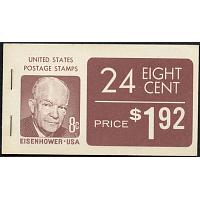 UNITED STATES
POSTAGE STAMPS
8c
EISENHOWER·USA
24 EIGHT
CENT
PRICE $1.92